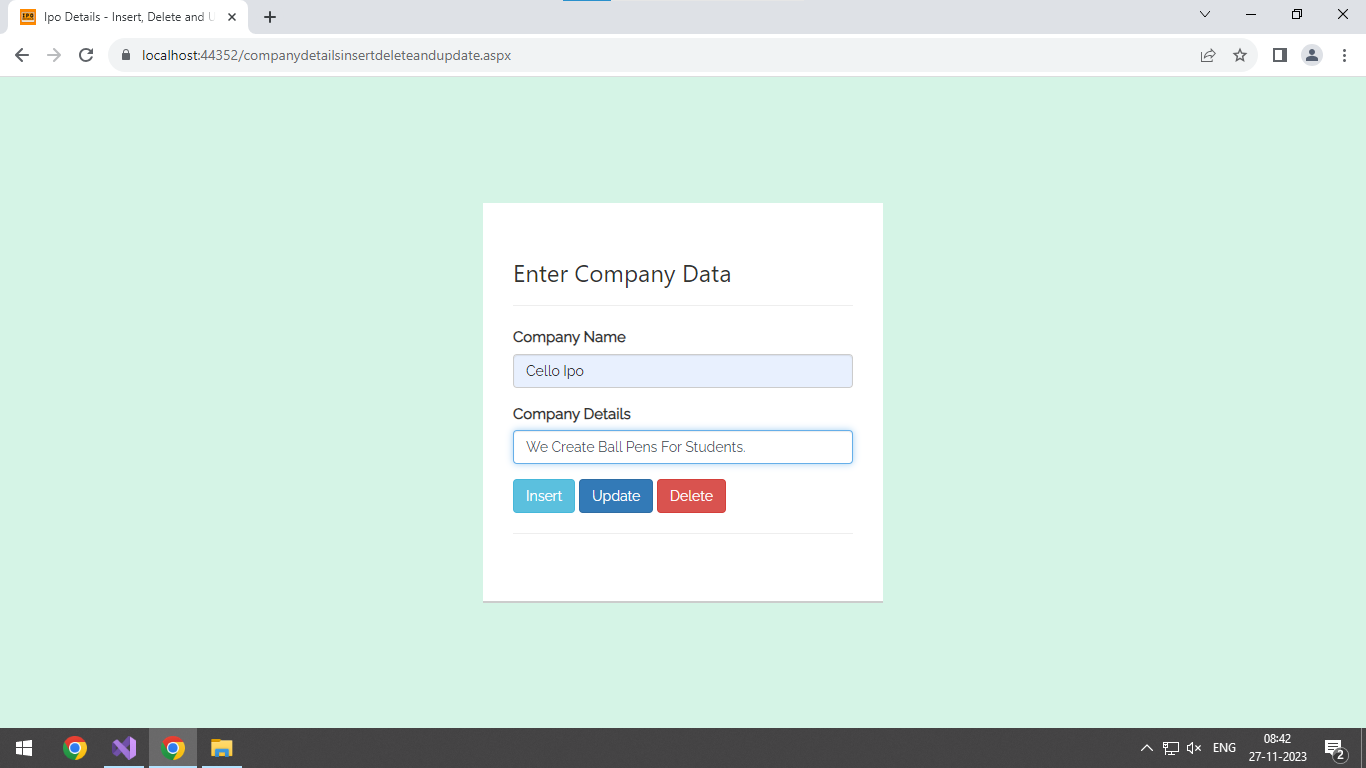 IPO
Ipo Details - Insert, Delete and U
localhost:44352/companydetailsinsertdeleteandupdate.aspx
Enter Company Data
Company Name
Cello Ipo
Company Details
We Create Ball Pens For Students.
Insert Update Delete
ENG
08:42
27-11-2023
2